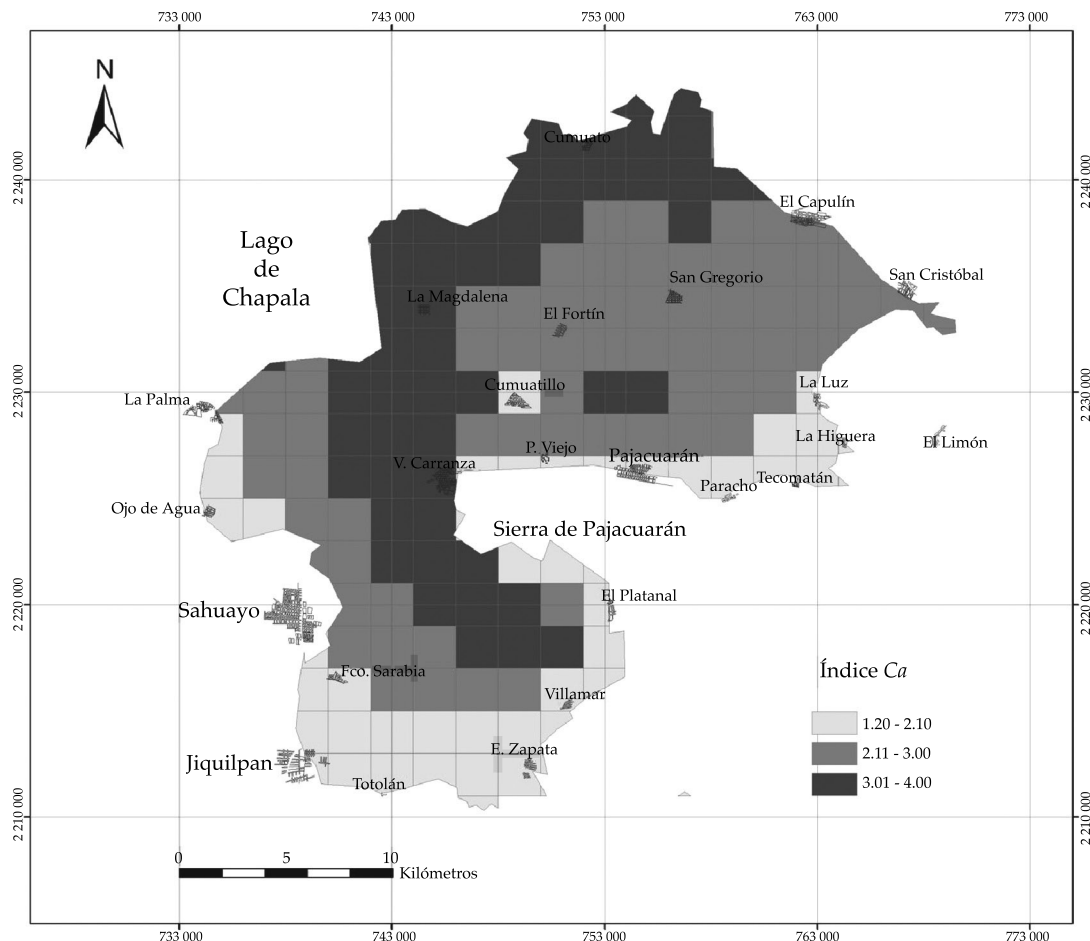 733 000 743 000 753 000 763 000 773 000
N
Cumuato
2 240 000 2 240 000
El Capulín
Lago
de
Chapala
San Cristóbal
San Gregorio
La Magdalena
El Fortín
La Luz
Cumuatillo
2 230 000 2 230 000
La Palma
La Higuera
El Limón
P. Viejo
Pajacuarán
V. Carranza
Tecomatán
Paracho
Ojo de Agua
Sierra de Pajacuarán
El Platanal
2 220 000 2 220 000
Sahuayo
Fco. Sarabia
Índice Ca
Villamar
1.20 - 2.10
E. Zapata
2.11 - 3.00
Jiquilpan
Totolán
3.01 - 4.00
2 210 000 2 210 000
0 5 10
Kilómetros
733 000 743 000 753 000 763 000 773 000